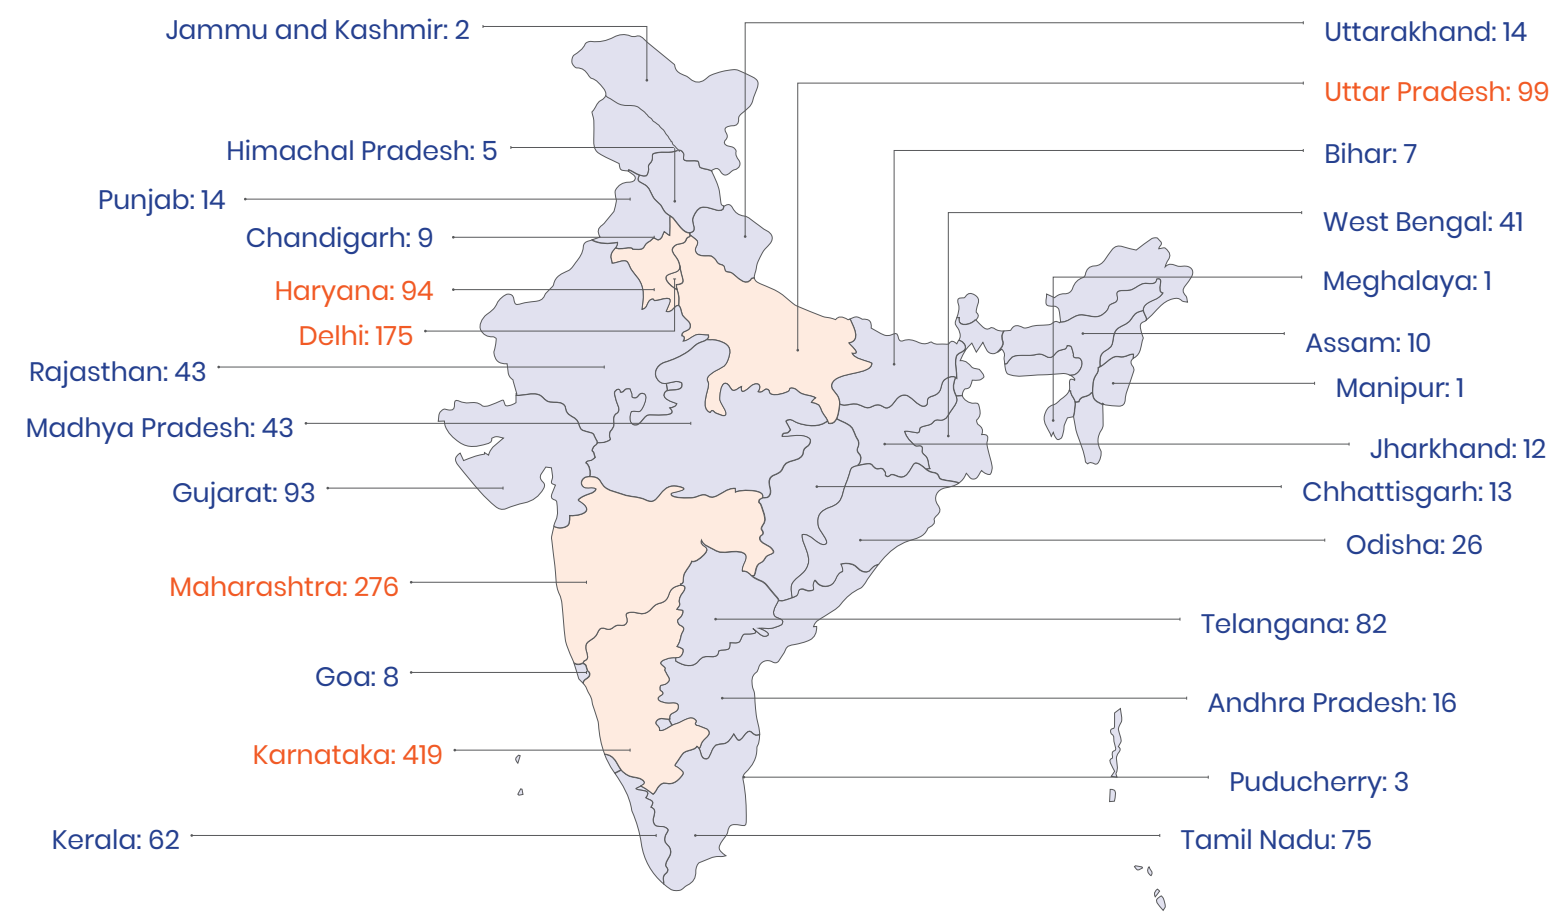 Jammu and Kashmir: 2
Himachal Pradesh: 5
Punjab: 14
Chandigarh: 9
Haryana: 94
Delhi: 175
Rajasthan: 43
Madhya Pradesh: 43
Gujarat: 93
Maharashtra: 276
Goa: 8
Karnataka: 419
Kerala: 62
Uttarakhand: 14
Uttar Pradesh: 99
Bihar: 7
West Bengal: 41
Meghalaya: 1
Assam: 10
Manipur: 1
Jharkhand: 12
Chhattisgarh: 13
Odisha: 26
Telangana: 82
Andhra Pradesh: 16
Puducherry: 3
Tamil Nadu: 75